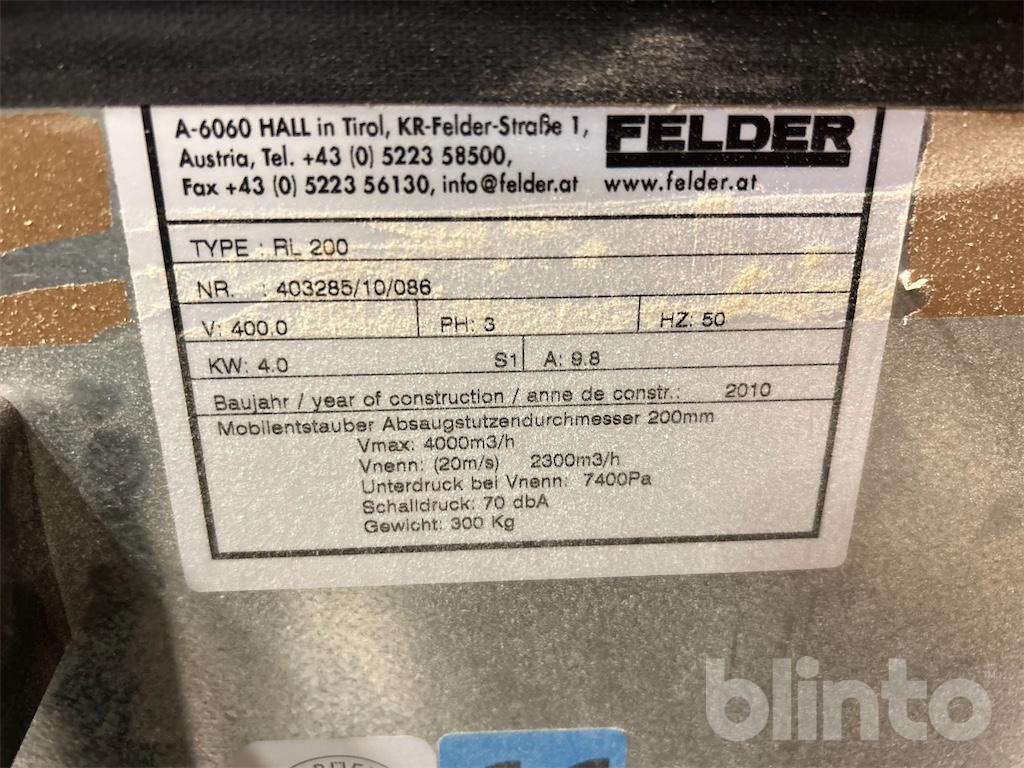 A-6060 HALL in Tirol, KR-Felder-Straße 1,
Austria, Tel. +43 (0) 5223 58500,
Fax +43 (0) 5223 56130, info@felder.at
FELDER
www.felder.at
TYPE : RL 200
NR. : 403285/10/086
V: 400.0 PH: 3 HZ: 50
KW: 4.0 S1 A: 9.8
Baujahr / year of construction / anne de constr.: 2010
Mobilentstauber Absaugstutzendurchmesser 200mm
Vmax: 4000m3/h
Vnenn: (20m/s) 2300m3/h
Unterdruck bei Vnenn: 7400Pa
Schalldruck: 70 dbA
Gewicht: 300 Kg
blinto™